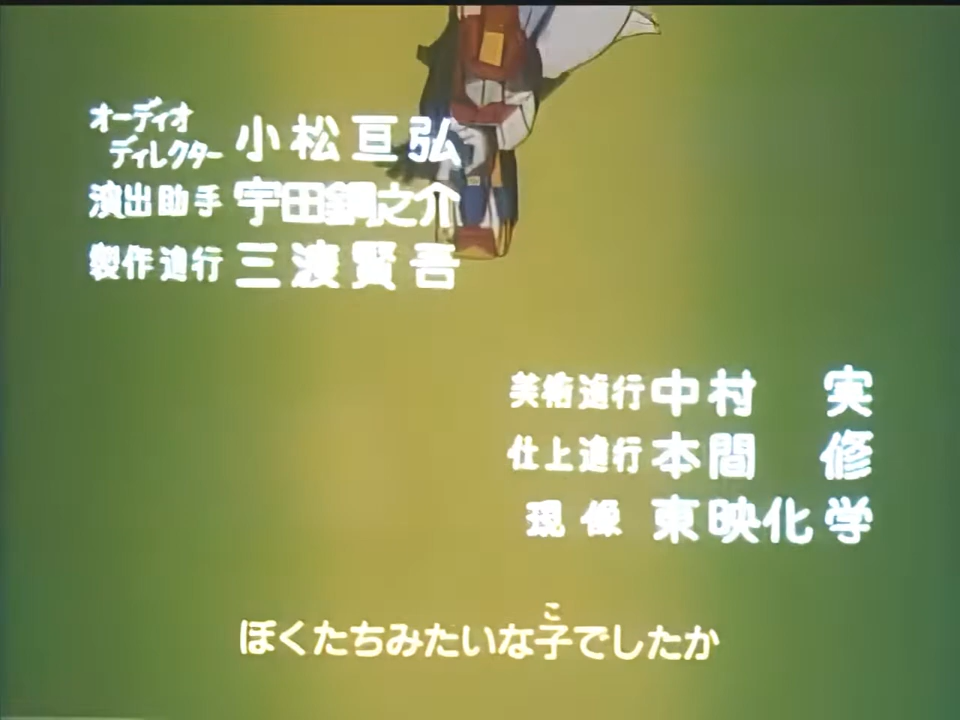 オーディオ
ディレクター 小松亘弘
演出助手 宇田鋼之介
製作進行 三渡賢吾
美術進行 中村 実
仕上進行 本間 修
現像 東映化学
こ
ぼくたちみたいな子でしたか